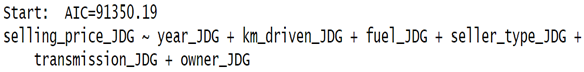 Start:  AIC=91350.19
selling_price_JDG ~ year_JDG + km_driven_JDG + fuel_JDG + seller_type_JDG +
    transmission_JDG + owner_JDG